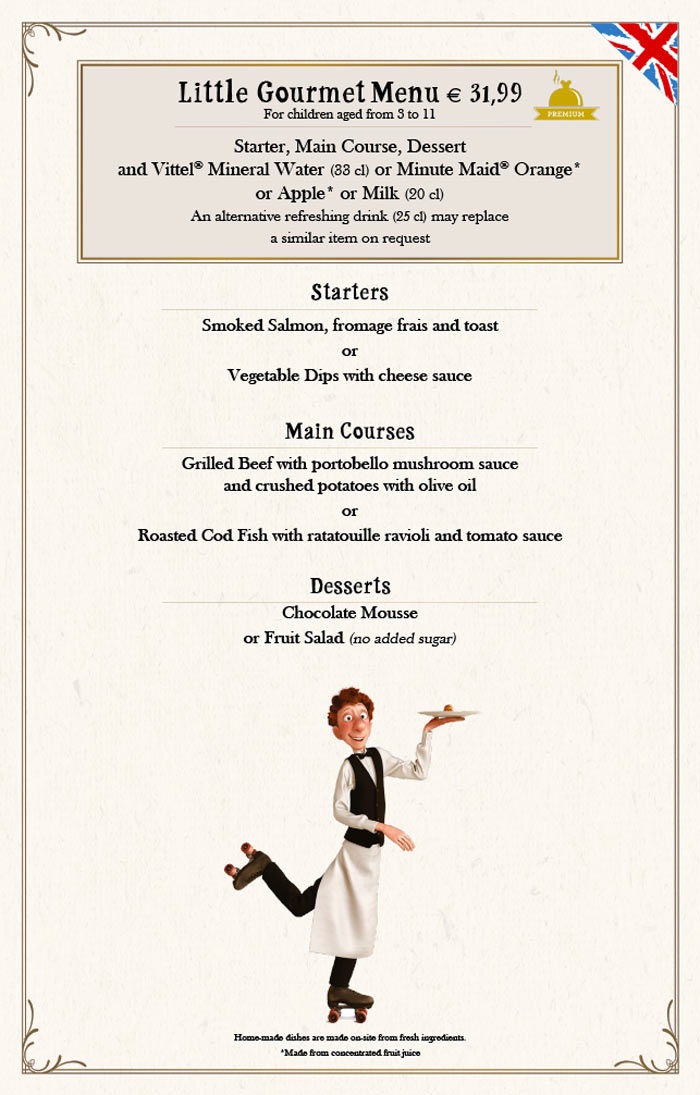 Little Gourmet Menu € 31,99
For children aged from 3 to 11
PREMIUM
Starter, Main Course, Dessert
and Vittel® Mineral Water (33 cl) or Minute Maid® Orange*
or Apple* or Milk (20 cl)
An alternative refreshing drink (25 cl) may replace
a similar item on request
Starters
Smoked Salmon, fromage frais and toast
or
Vegetable Dips with cheese sauce
Main Courses
Grilled Beef with portobello mushroom sauce
and crushed potatoes with olive oil
or
Roasted Cod Fish with ratatouille ravioli and tomato sauce
Desserts
Chocolate Mousse
or Fruit Salad (no added sugar)
Home-made dishes are made on-site from fresh ingredients.
*Made from concentrated fruit juice